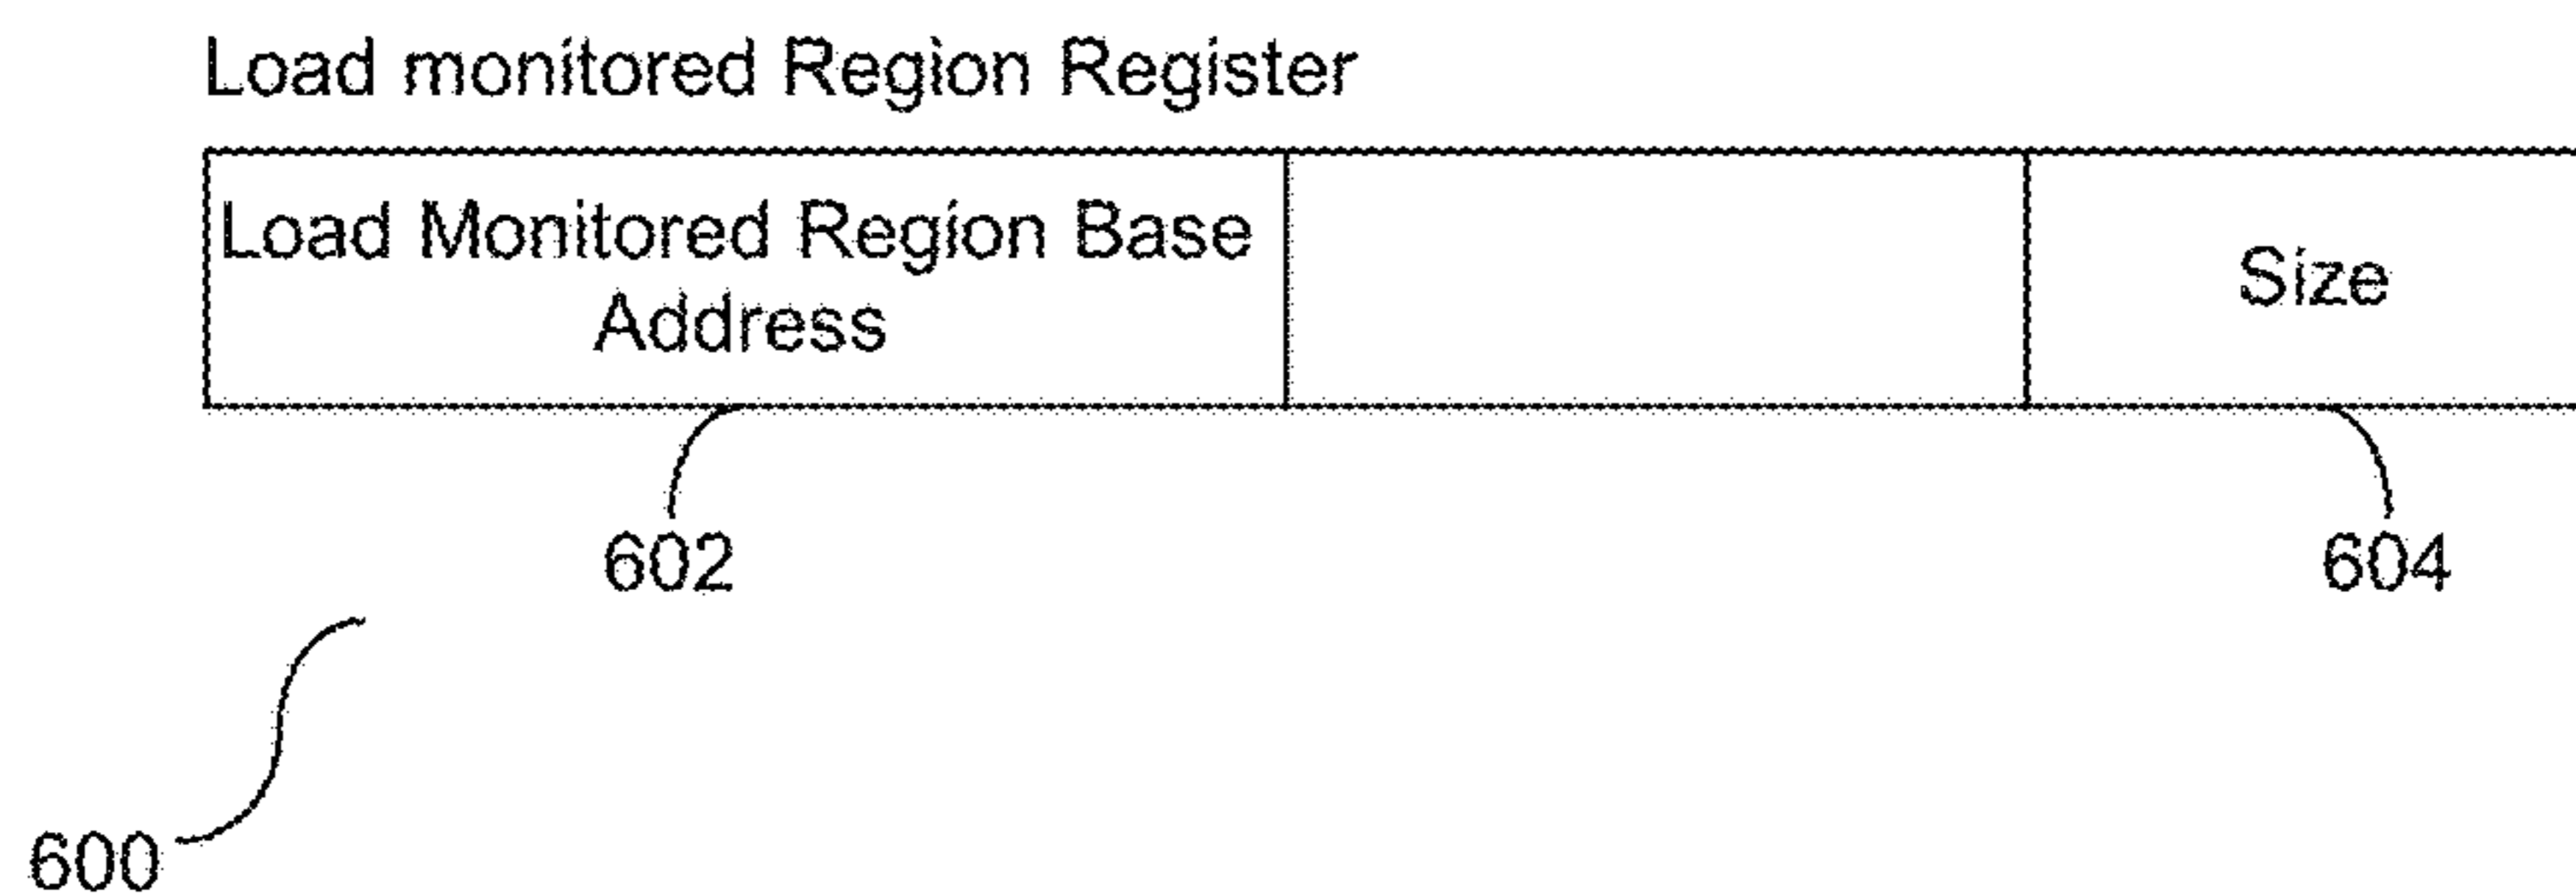 Load monitored Region Register
Load Monitored Region Base
Address
Size
602
604
600